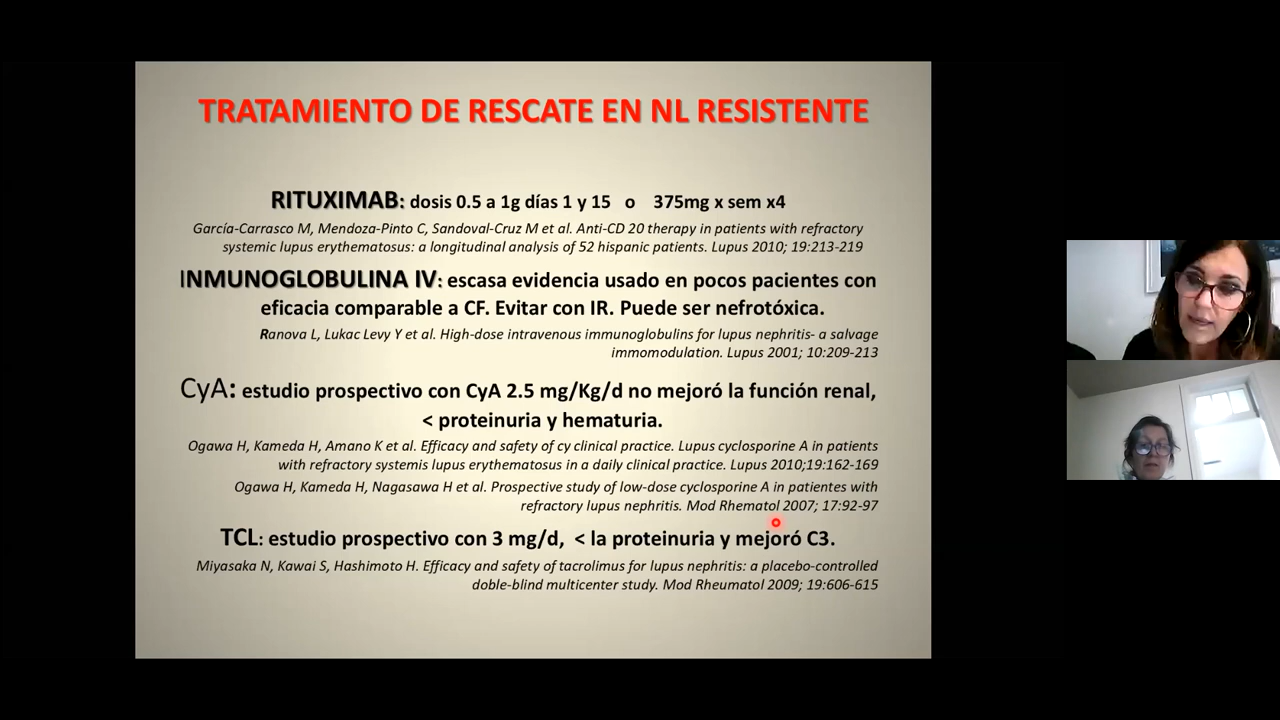 TRATAMIENTO DE RESCATE EN NL RESISTENTE
RITUXIMAB: dosis 0.5 a 1g días 1 y 15 o 375mg x sem x4
García-Carrasco M, Mendoza-Pinto C, Sandoval-Cruz M et al. Anti-CD 20 therapy in patients with refractory
systemic lupus erythematosus: a longitudinal analysis of 52 hispanic patients. Lupus 2010; 19:213-219
INMUNOGLOBULINA IV: escasa evidencia usado en pocos pacientes con
eficacia comparable a CF. Evitar con IR. Puede ser nefrotóxica.
Ranova L, Lukac Levy Y et al. High-dose intravenous immunoglobulins for lupus nephritis- a salvage
immomodulation. Lupus 2001; 10:209-213
CyA: estudio prospectivo con CyA 2.5 mg/Kg/d no mejoró la función renal,
< proteinuria y hematuria.
Ogawa H, Kameda H, Amano K et al. Efficacy and safety of cy clinical practice. Lupus cyclosporine A in patients
with refractory systemis lupus erythematosus in a daily clinical practice. Lupus 2010;19:162-169
Ogawa H, Kameda H, Nagasawa H et al. Prospective study of low-dose cyclosporine A in patientes with
refractory lupus nephritis. Mod Rhematol 2007; 17:92-97
TCL: estudio prospectivo con 3 mg/d, < la proteinuria y mejoró C3.
Miyasaka N, Kawai S, Hashimoto H. Efficacy and safety of tacrolimus for lupus nephritis: a placebo-controlled
doble-blind multicenter study. Mod Rheumatol 2009; 19:606-615